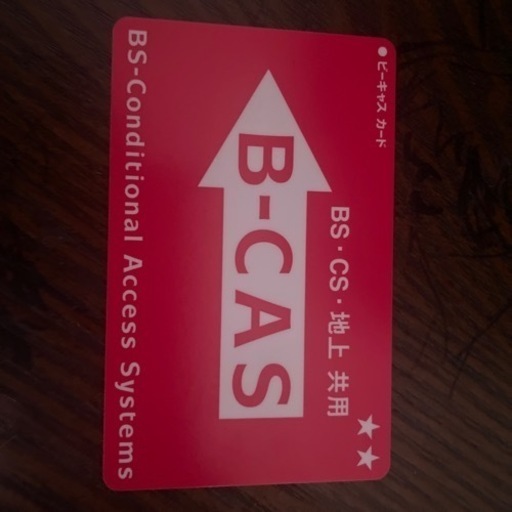 ●ビーキャス カード
BS・CS・地上 共用
★★
B-CAS
BS-Conditional Access Systems